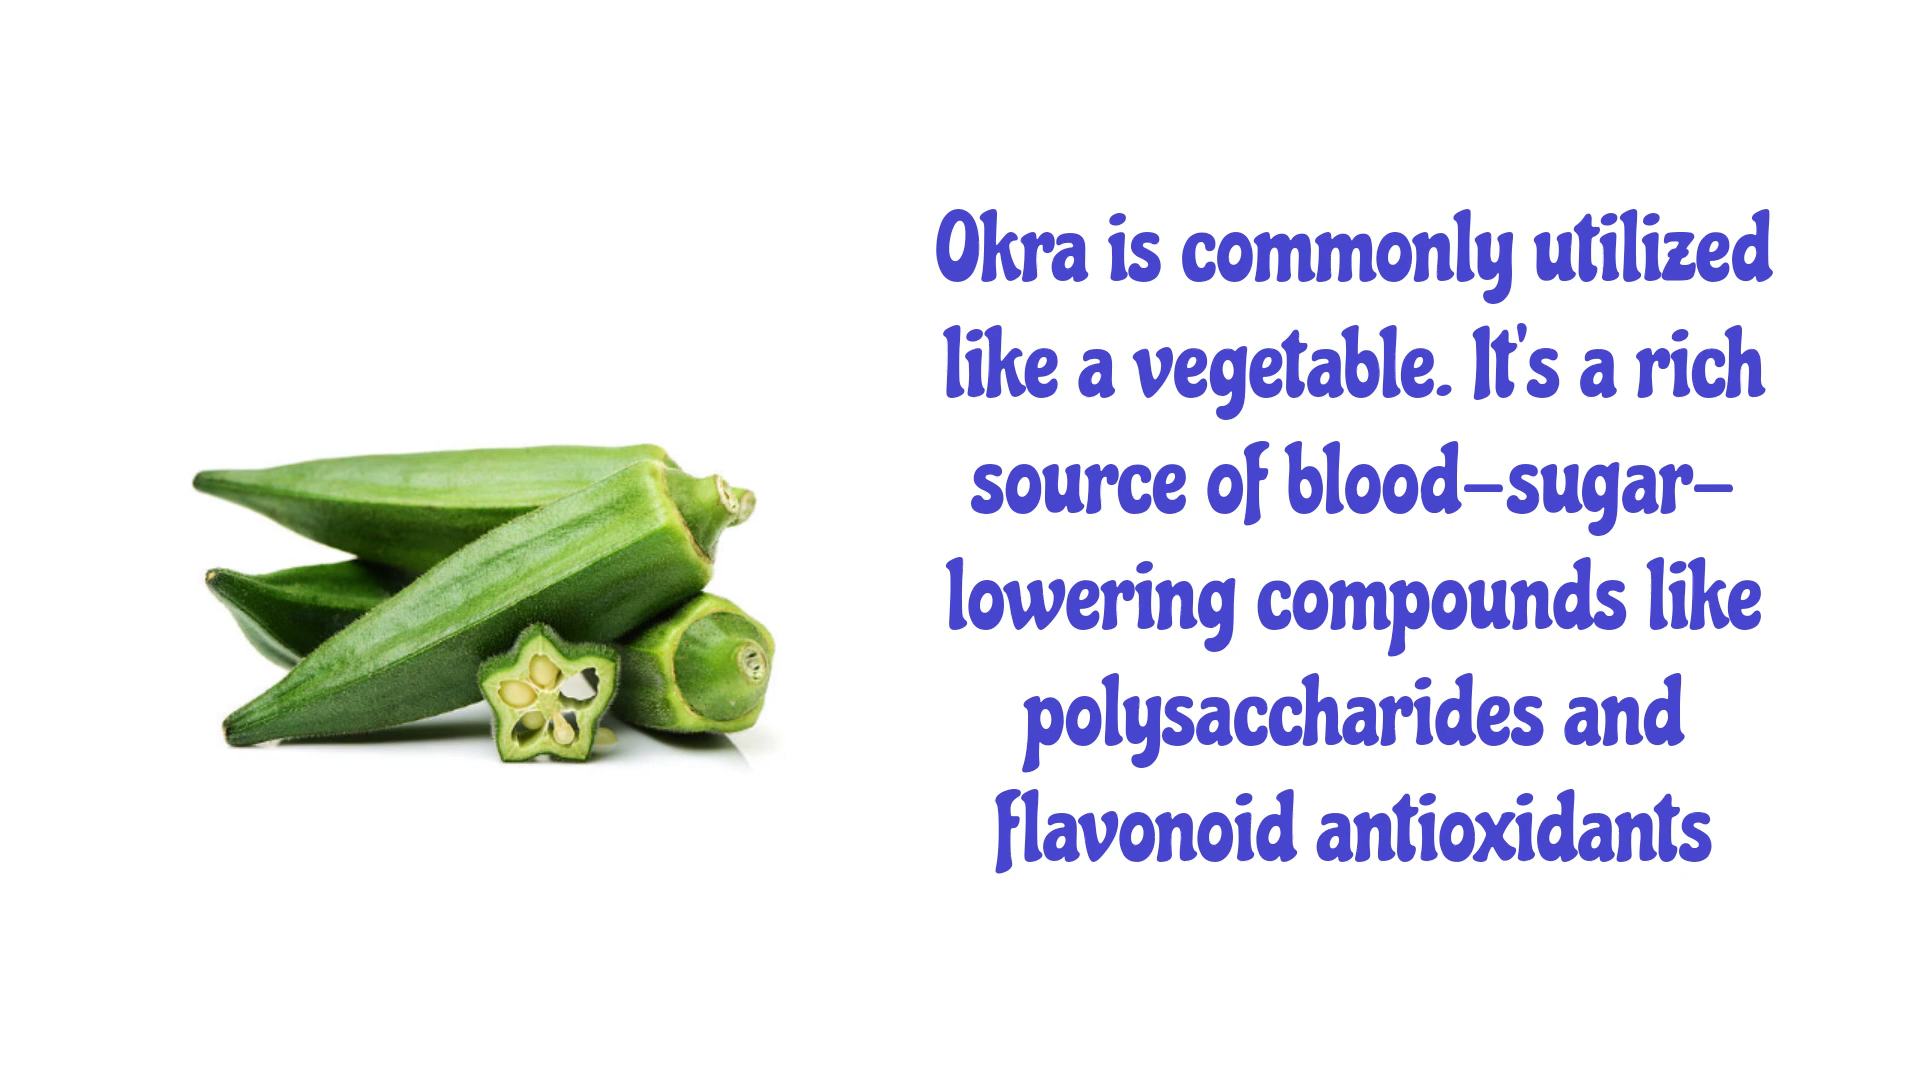 Okra is commonly utilized
like a vegetable. It's a rich
source of blood-sugar-
lowering compounds like
polysaccharides and
flavonoid antioxidants